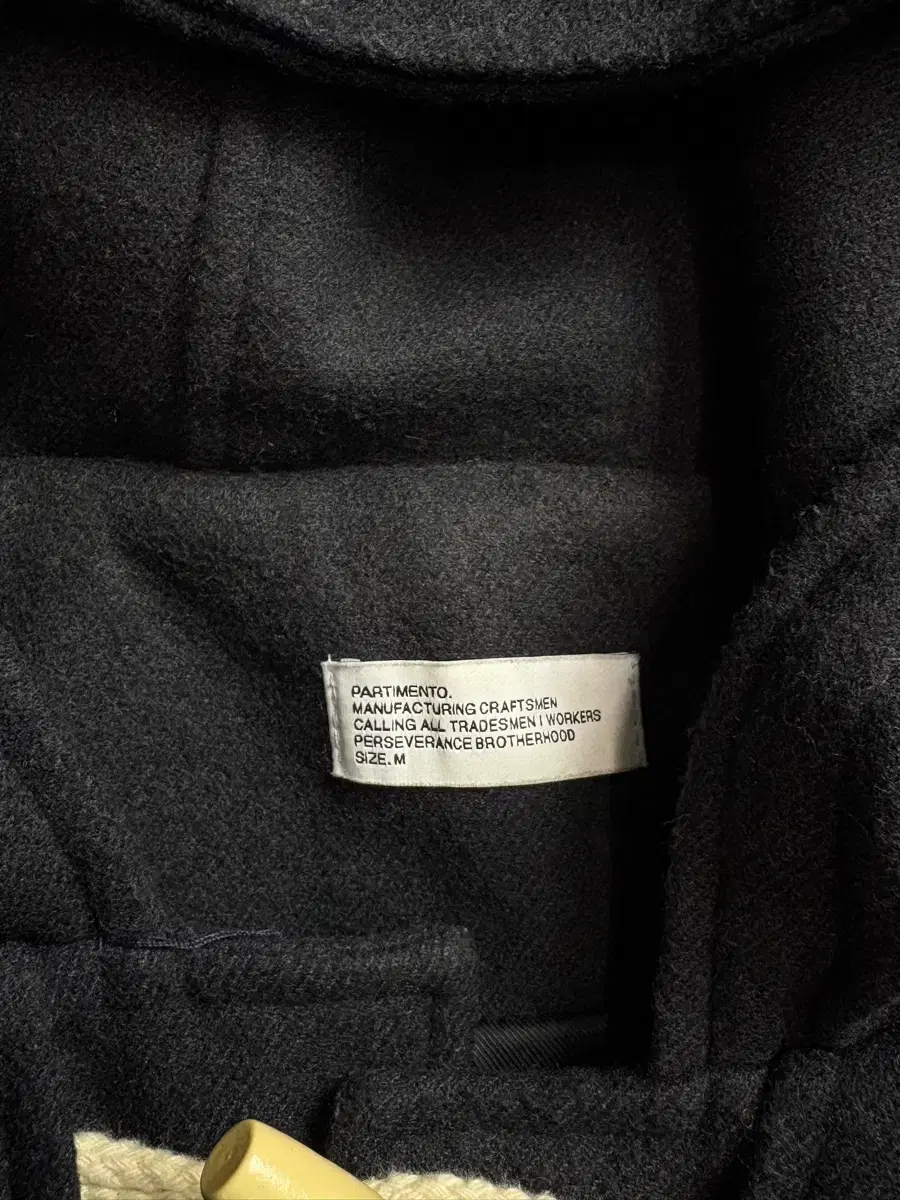 PARTIMENTO.
MANUFACTURING CRAFTSMEN
CALLING ALL TRADESMEN I WORKERS
PERSEVERANCE BROTHERHOOD
SIZE. M